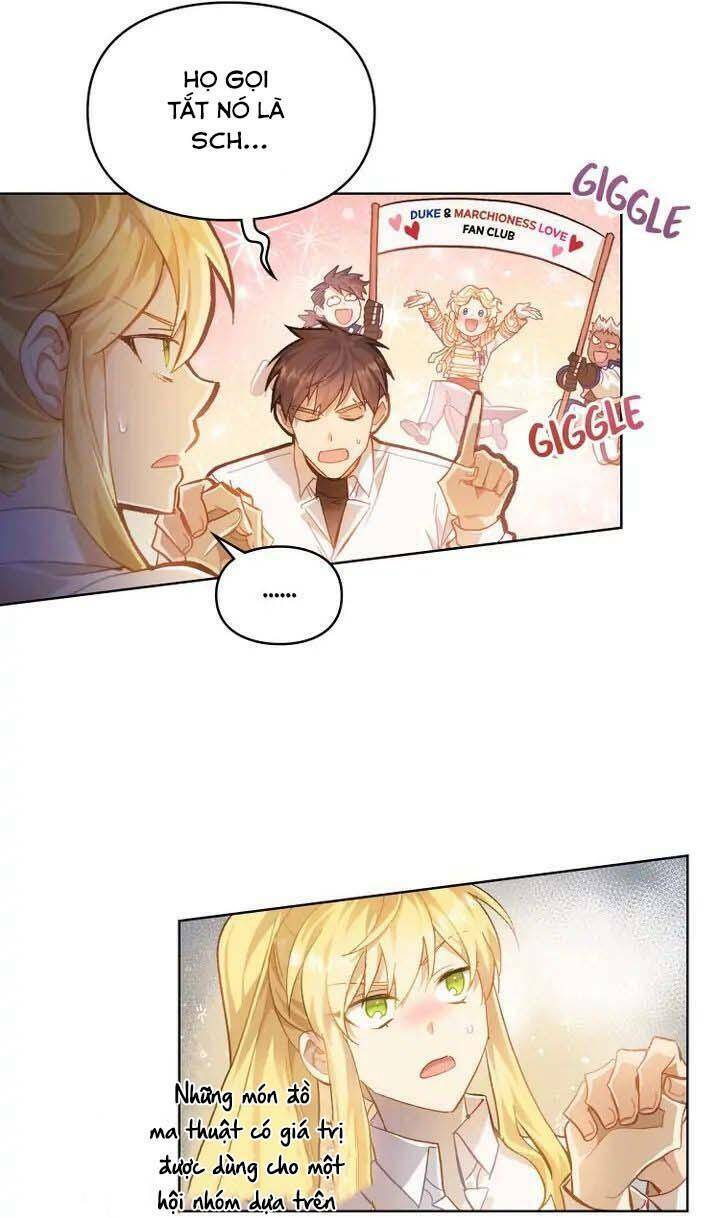 HỌ GỌI
TẮT NÓ LÀ
SCH...
GIGGLE
DUKE & MARCHIONESS LOVE
FAN CLUB
GIGGLE
......
Những món đồ
ma thuật có giá trị
được dùng cho một
hội nhóm dựa trên